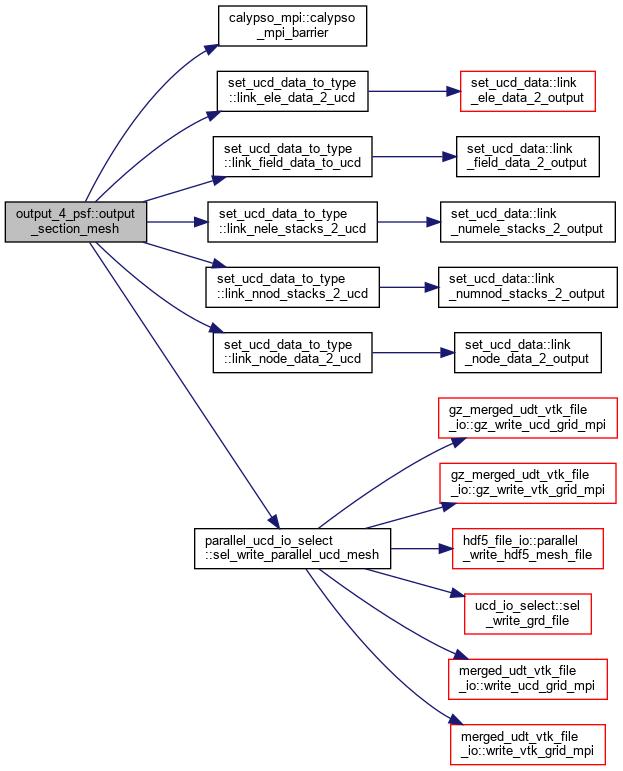 calypso_mpi::calypso
_mpi_barrier
set_ucd_data_to_type
::link_ele_data_2_ucd
set_ucd_data::link
_ele_data_2_output
set_ucd_data_to_type
::link_field_data_to_ucd
set_ucd_data::link
_field_data_2_output
output_4_psf::output
_section_mesh
set_ucd_data_to_type
::link_nele_stacks_2_ucd
set_ucd_data::link
_numele_stacks_2_output
set_ucd_data_to_type
::link_nnod_stacks_2_ucd
set_ucd_data::link
_numnod_stacks_2_output
set_ucd_data_to_type
::link_node_data_2_ucd
set_ucd_data::link
_node_data_2_output
parallel_ucd_io_select
::sel_write_parallel_ucd_mesh
gz_merged_udt_vtk_file
_io::gz_write_ucd_grid_mpi
gz_merged_udt_vtk_file
_io::gz_write_vtk_grid_mpi
hdf5_file_io::parallel
_write_hdf5_mesh_file
ucd_io_select::sel
_write_grd_file
merged_udt_vtk_file
_io::write_ucd_grid_mpi
merged_udt_vtk_file
_io::write_vtk_grid_mpi